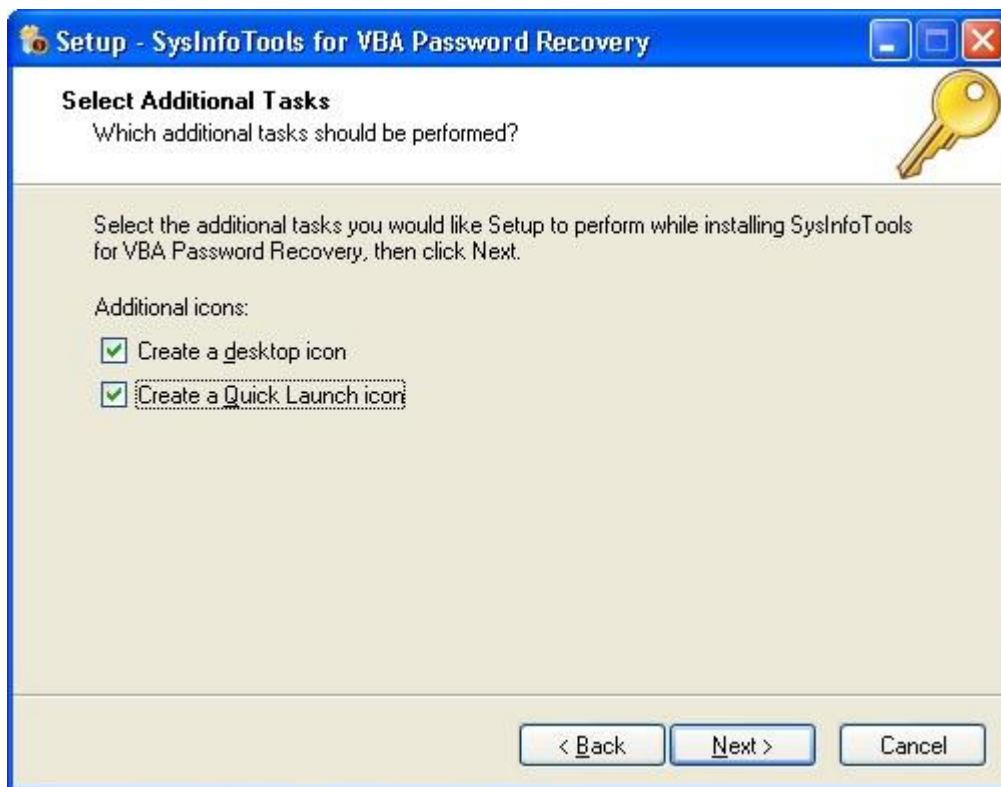 Setup - SysInfoTools for VBA Password Recovery
Select Additional Tasks
Which additional tasks should be performed?
Select the additional tasks you would like Setup to perform while installing SysInfoTools
for VBA Password Recovery, then click Next.
Additional icons:
Create a desktop icon
Create a Quick Launch icon
< Back
Next >
Cancel